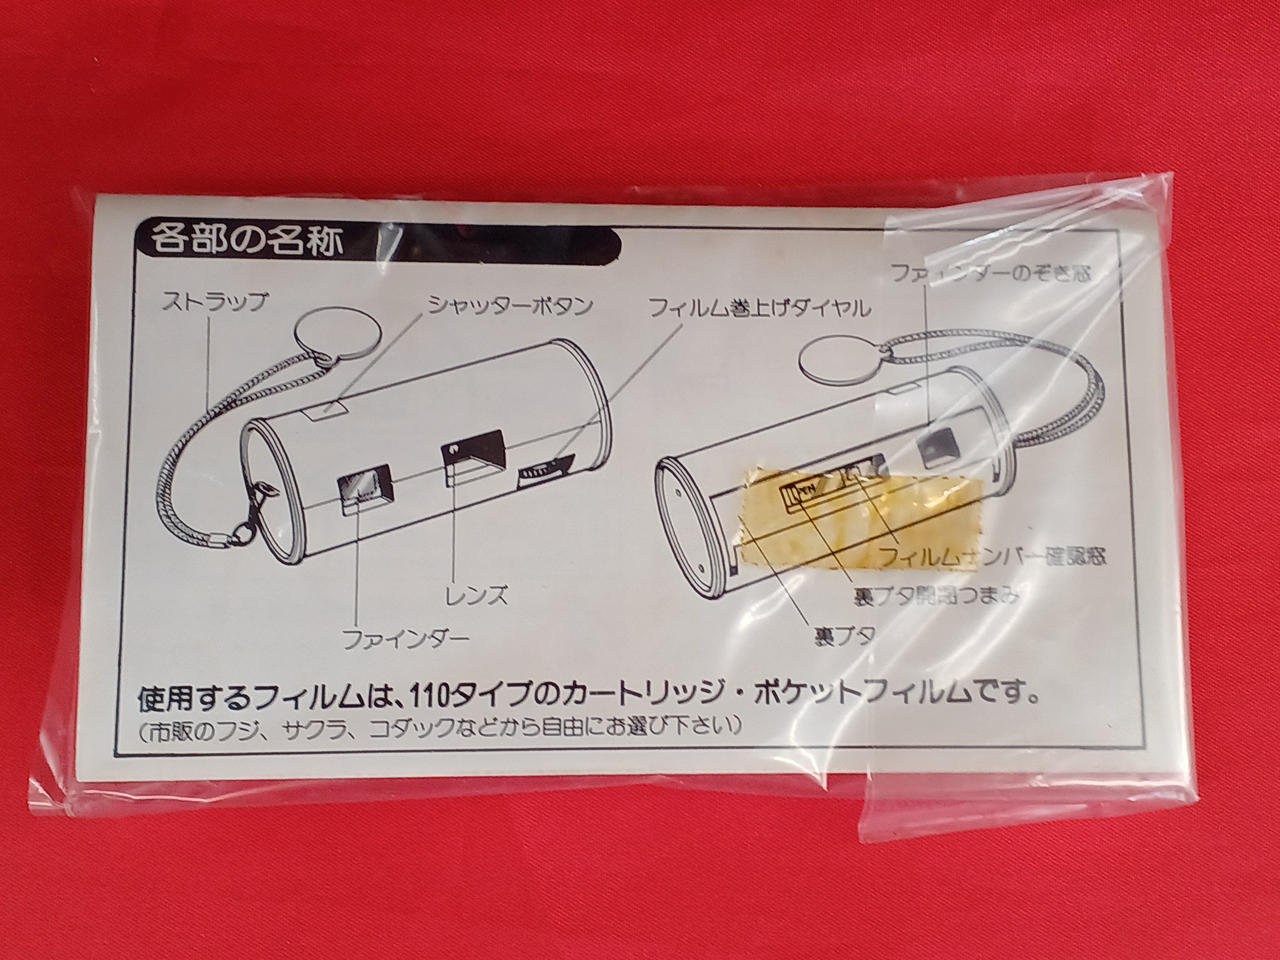 各部の名称
ストラップ
シャッターボタン
フィルム巻上げダイヤル
ファインダーのぞき窓
レンズ
ファインダー
フィルムナンバー確認窓
裏ブタ開閉つまみ
裏ブタ
使用するフィルムは、110タイプのカートリッジ・ポケットフィルムです。
(市販のフジ、サクラ、コダックなどから自由にお選び下さい)